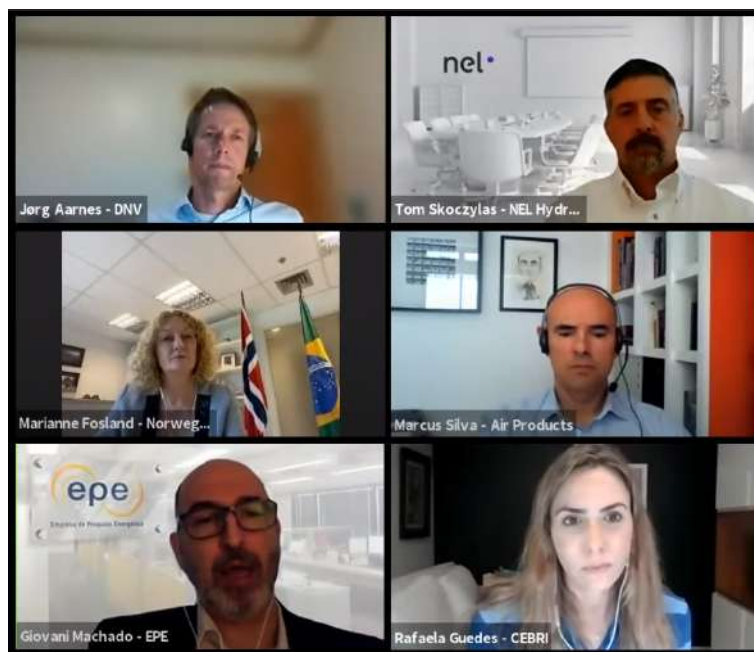 nel
Jørg Aarnes - DNV
Tom Skoczylas - NEL Hydr...
Marianne Fosland - Norweg...
Marcus Silva - Air Products
epe
Empresa de Pesquisa Energética
Giovani Machado - EPE
Rafaela Guedes - CEBRI